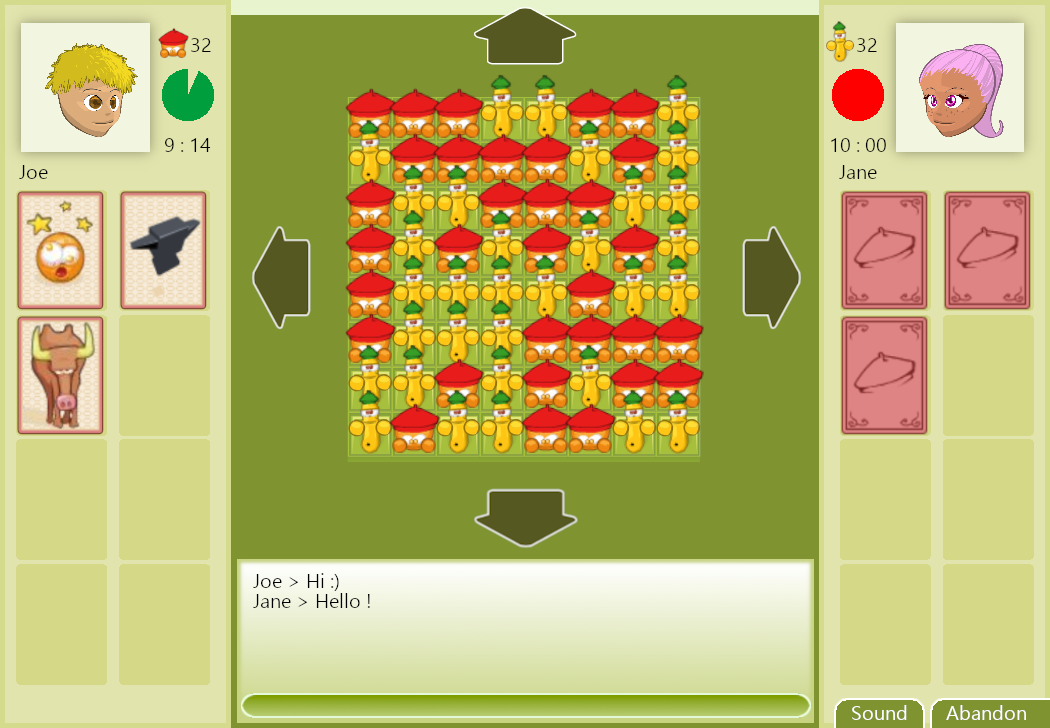 32
9 : 14
Joe
32
10 : 00
Jane
Joe > Hi :)
Jane > Hello !
Sound
Abandon